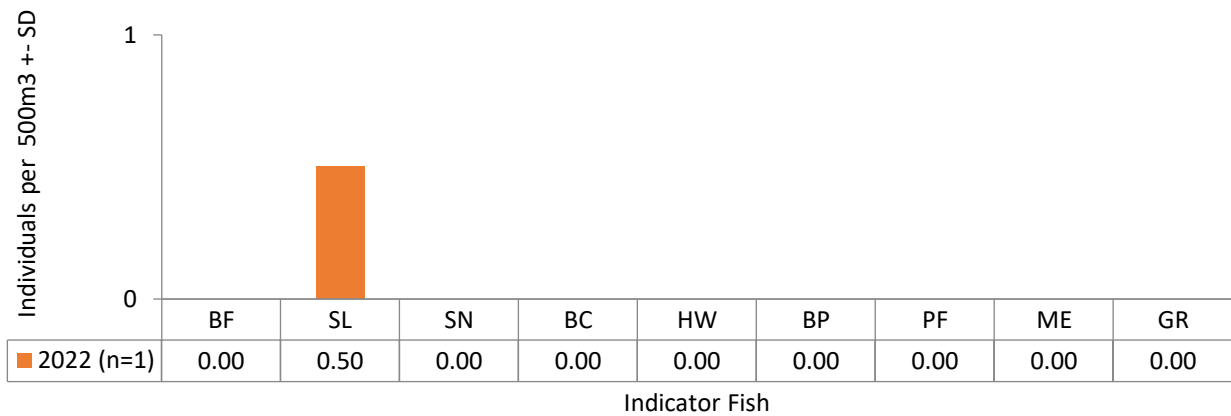 Individuals per 500m3 +- SD
1
0
BF SL SN BC HW BP PF ME GR
2022 (n=1) 0.00 0.50 0.00 0.00 0.00 0.00 0.00 0.00 0.00
Indicator Fish